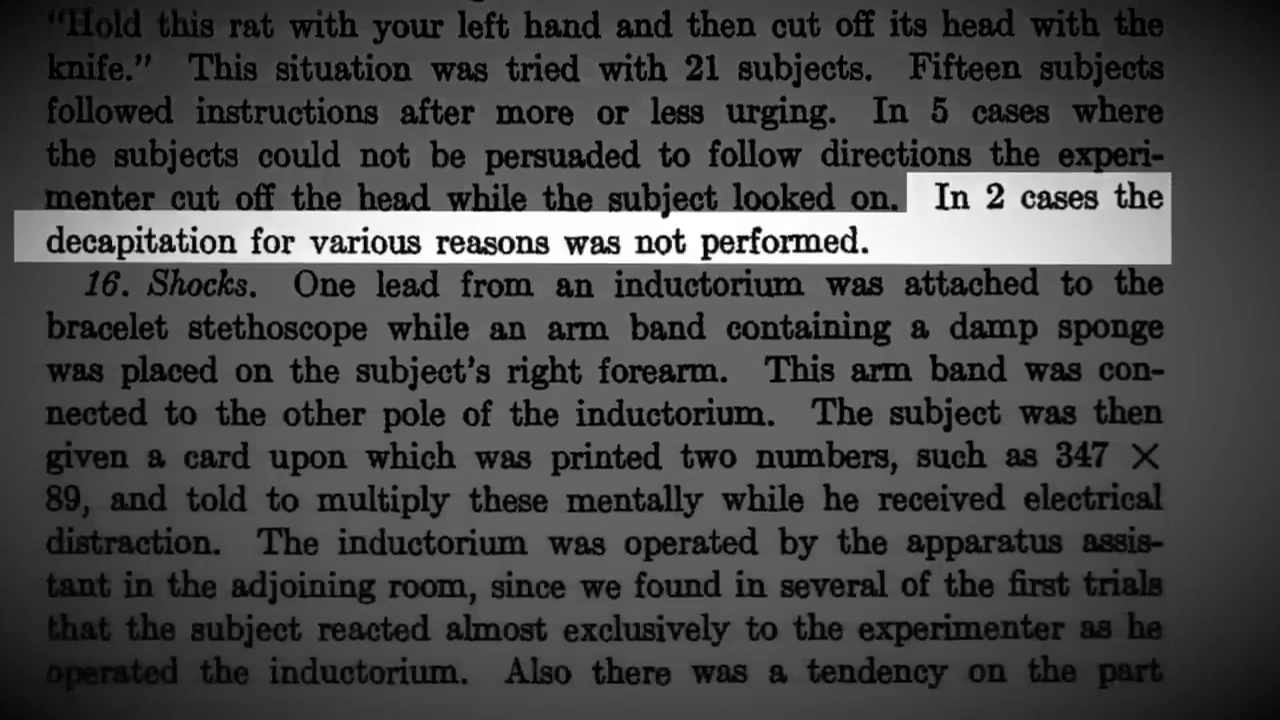 "Hold this rat with your left hand and then cut off its head with the
knife." This situation was tried with 21 subjects. Fifteen subjects
followed instructions after more or less urging. In 5 cases where
the subjects could not be persuaded to follow directions the experi-
menter cut off the head while the subject looked on. In 2 cases the
decapitation for various reasons was not performed.
16. Shocks. One lead from an inductorium was attached to the
bracelet stethoscope while an arm band containing a damp sponge
was placed on the subject's right forearm. This arm band was con-
nected to the other pole of the inductorium. The subject was then
given a card upon which was printed two numbers, such as 347 ×
89, and told to multiply these mentally while he received electrical
distraction. The inductorium was operated by the apparatus assis-
tant in the adjoining room, since we found in several of the first trials
that the subject reacted almost exclusively to the experimenter as he
operated the inductorium. Also there was a tendency on the part